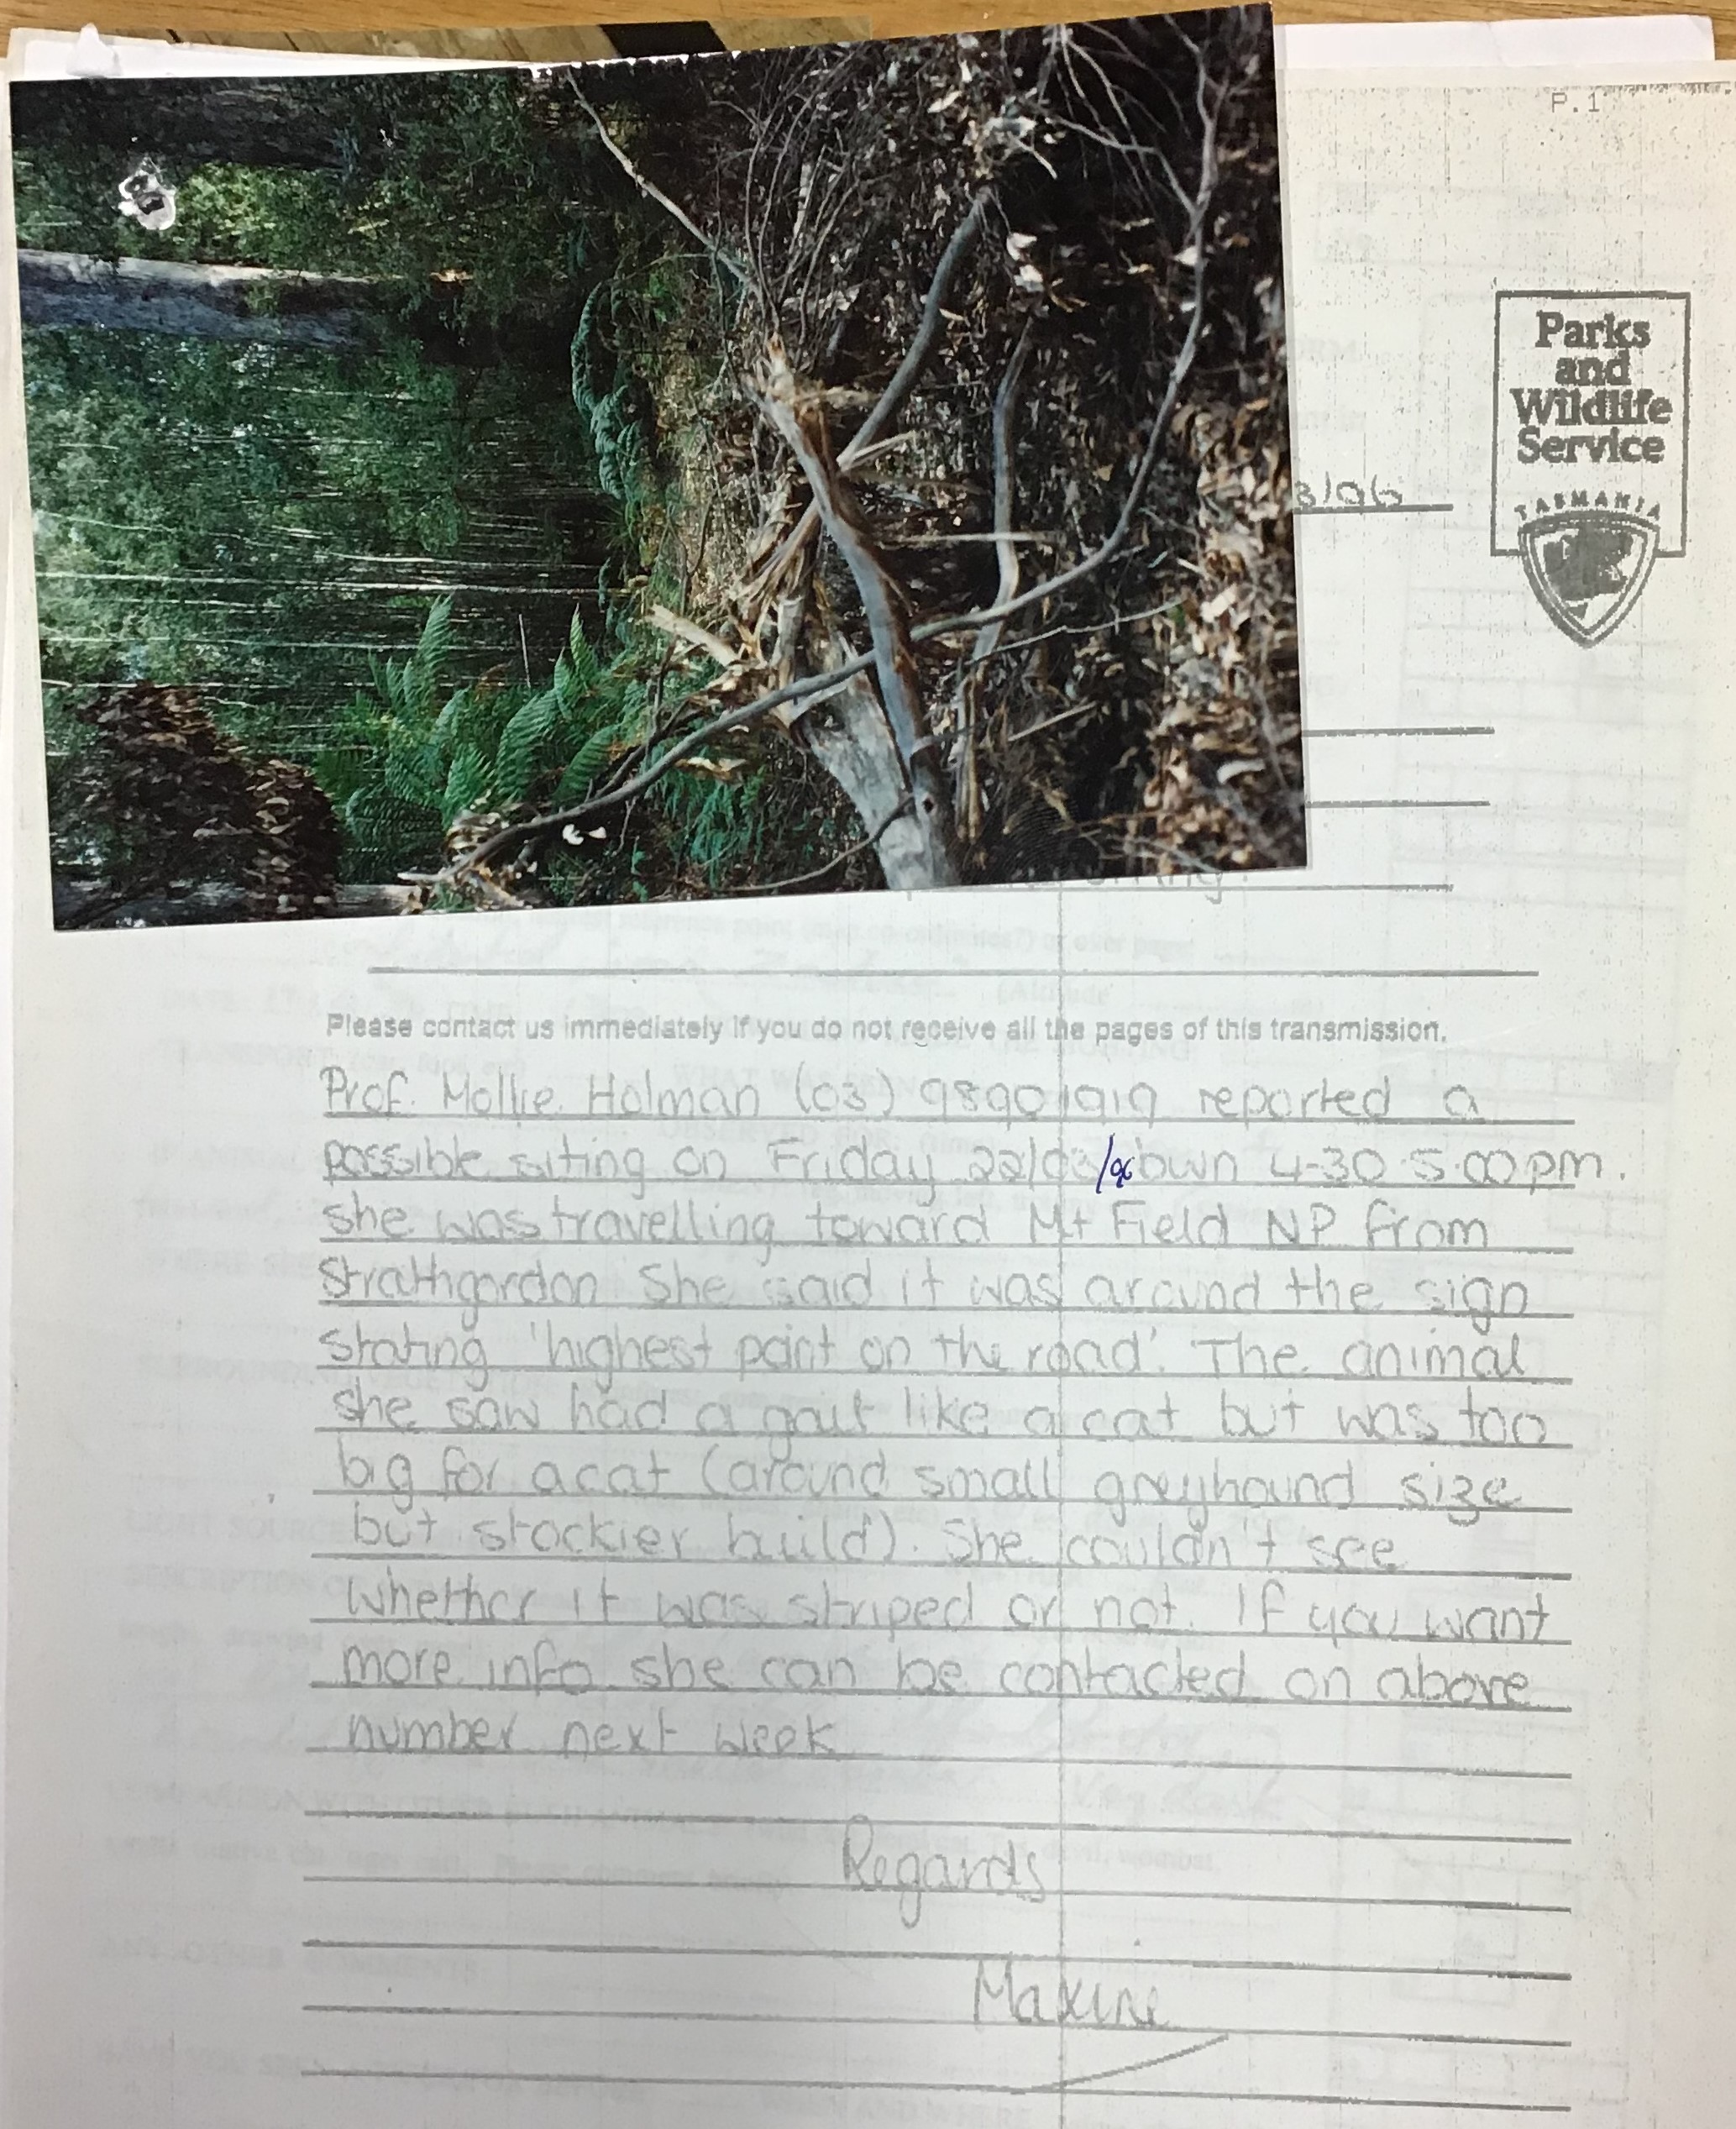 P.1
Parks
and
Wildlife
Service
TASMANIA
3/96
Please contact us immediately if you do not receive all the pages of this transmission.
Prof. Mollie Holman (03) 98901919 reported a
possible siting on Friday 22/03/96 4-30-5.00pm.
she was travelling toward Mt Field NP from
Strathgordon She said it was around the sign
stating 'highest point on the road'. The animal
she saw had a gait like a cat but was too
big for a cat (around small greyhound size
but stockier build). She couldn't see
whether it was striped or not. If you want
more info she can be contacted on above
number next week
Regards
Maxine